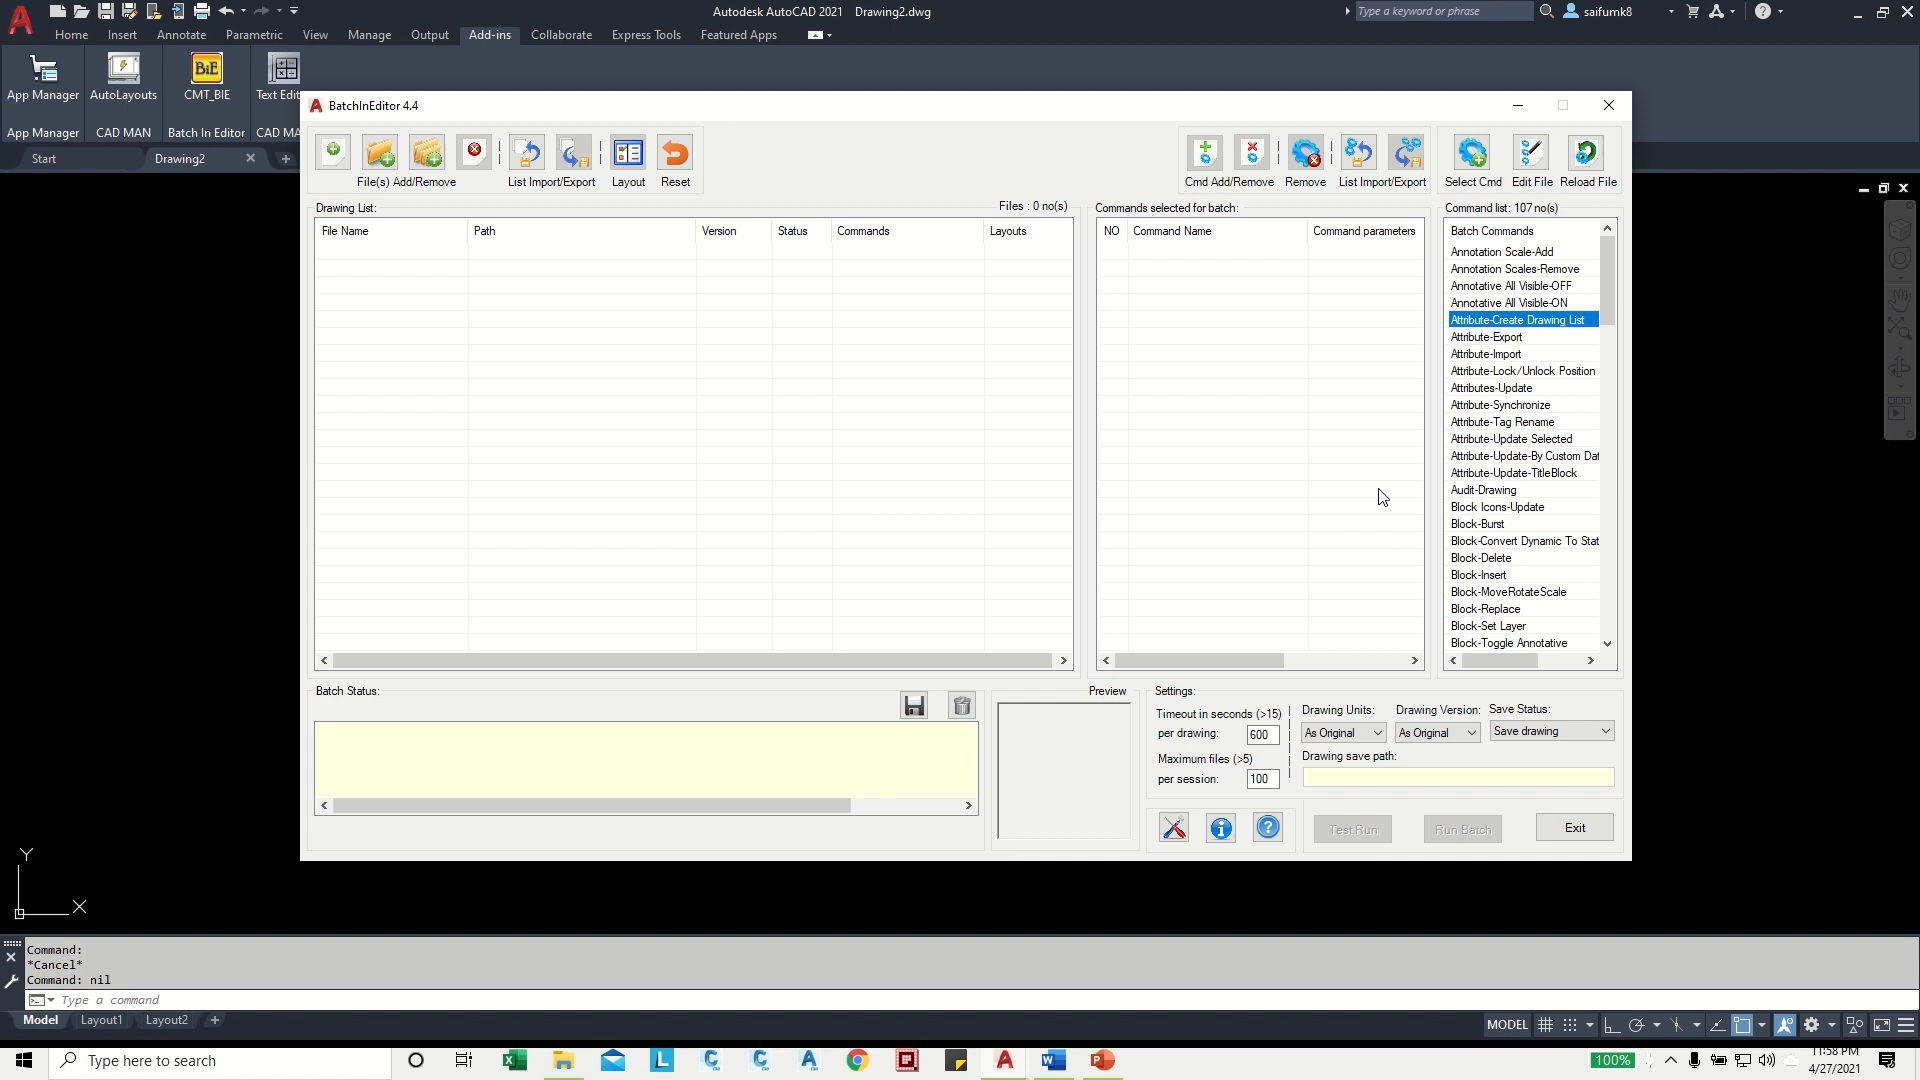 Autodesk AutoCAD 2021 Drawing2.dwg
Type a keyword or phrase
saifumk8
Home Insert Annotate Parametric View Manage Output Add-ins Collaborate Express Tools Featured Apps
BiE
App Manager AutoLayouts CMT_BIE Text Edit
App Manager CAD MAN Batch In Editor CAD MA
Start Drawing2
BatchInEditor 4.4
File(s) Add/Remove List Import/Export Layout Reset
Cmd Add/Remove Remove List Import/Export Select Cmd Edit File Reload File
Drawing List: Files : 0 no(s)
File Name Path Version Status Commands Layouts
Commands selected for batch:
NO Command Name Command parameters
Command list: 107 no(s)
Batch Commands
Annotation Scale-Add
Annotation Scales-Remove
Annotative All Visible-OFF
Annotative All Visible-ON
Attribute-Create Drawing List
Attribute-Export
Attribute-Import
Attribute-Lock/Unlock Position
Attributes-Update
Attribute-Synchronize
Attribute-Tag Rename
Attribute-Update Selected
Attribute-Update-By Custom Dat
Attribute-Update-TitleBlock
Audit-Drawing
Block Icons-Update
Block-Burst
Block-Convert Dynamic To Stat
Block-Delete
Block-Insert
Block-MoveRotateScale
Block-Replace
Block-Set Layer
Block-Toggle Annotative
Batch Status:
Preview
Settings:
Timeout in seconds (>15)
per drawing: 600
Maximum files (>5)
per session: 100
Drawing Units: Drawing Version: Save Status:
As Original As Original Save drawing
Drawing save path:
Test Run Run Batch Exit
Y
X
Command:
*Cancel*
Command: nil
Type a command
Model Layout1 Layout2
MODEL
Type here to search
100%
11:58 PM
4/27/2021